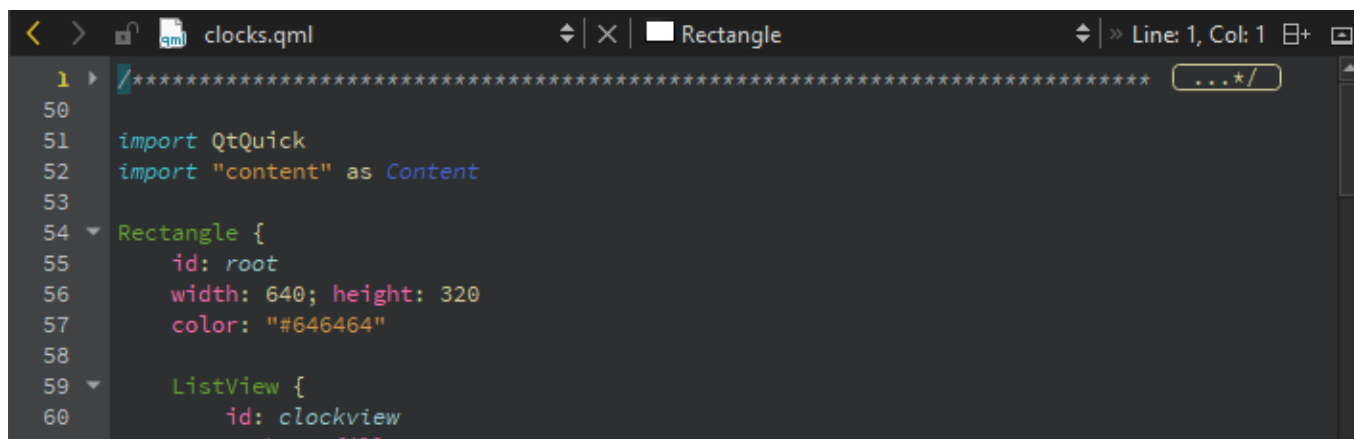 clocks.qml Rectangle » Line: 1, Col: 1
1 /***************************************************************************** ...*/
50
51 import QtQuick
52 import "content" as Content
53
54 Rectangle {
55 id: root
56 width: 640; height: 320
57 color: "#646464"
58
59 ListView {
60 id: clockview